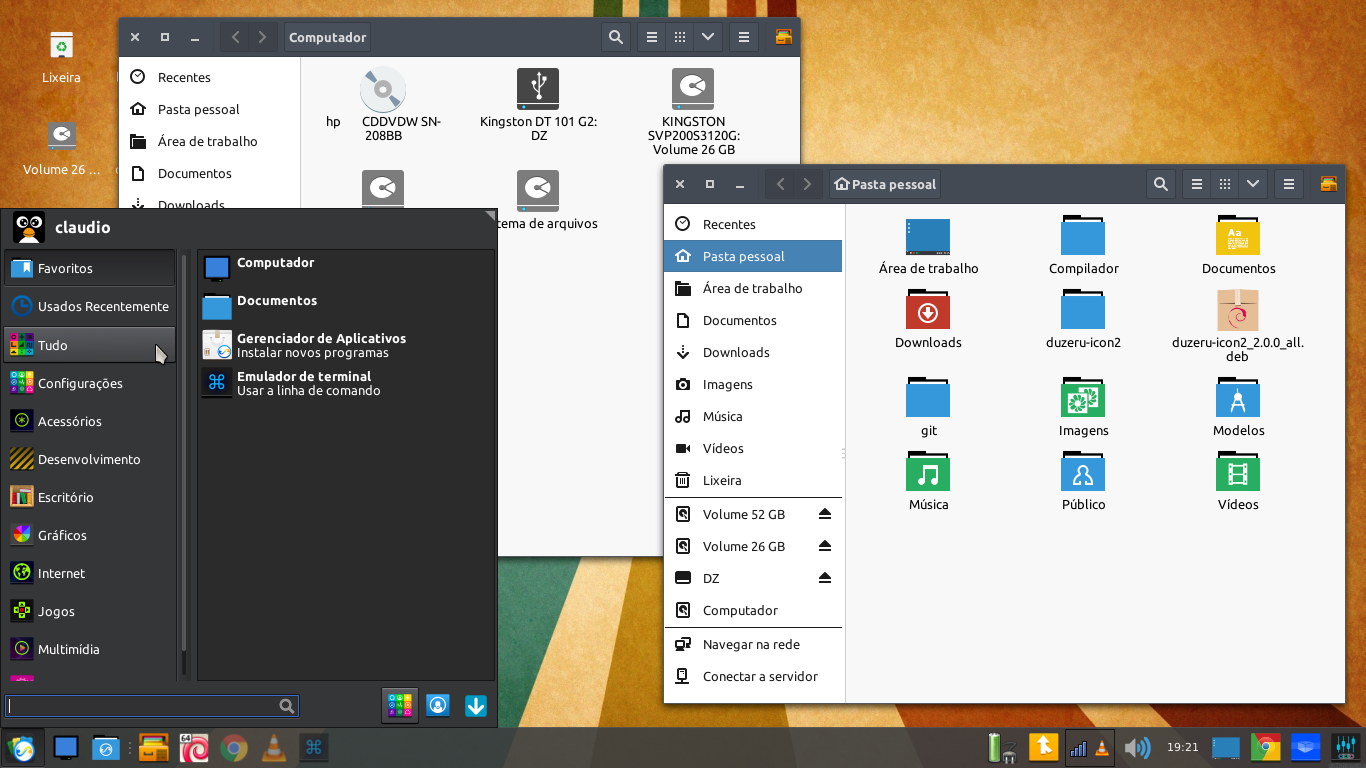 Lixeira
Volume 26 ...
Computador
Recentes
Pasta pessoal
Área de trabalho
Documentos
Downloads
hp CDDVDW SN-
208BB
Kingston DT 101 G2:
DZ
KINGSTON
SVP200S3120G:
Volume 26 GB
tema de arquivos
claudio
Favoritos
Usados Recentemente
Tudo
Configurações
Acessórios
Desenvolvimento
Escritório
Gráficos
Internet
Jogos
Multimídia
Computador
Documentos
Gerenciador de Aplicativos
Instalar novos programas
Emulador de terminal
Usar a linha de comando
Pasta pessoal
Recentes
Pasta pessoal
Área de trabalho
Documentos
Downloads
Imagens
Música
Vídeos
Lixeira
Volume 52 GB
Volume 26 GB
DZ
Computador
Navegar na rede
Conectar a servidor
Área de trabalho
Compilador
Aa
Documentos
Downloads
duzeru-icon2
duzeru-icon2_2.0.0_all.
deb
git
Imagens
Modelos
Música
Público
Vídeos
64
19:21